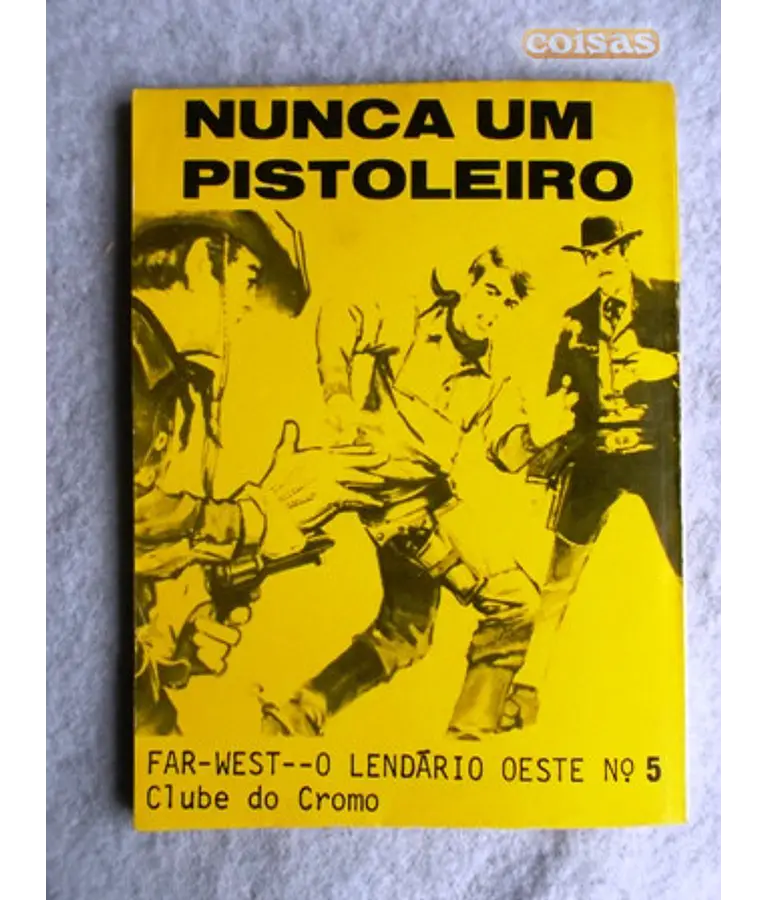 coisas
NUNCA UM
PISTOLEIRO
FAR-WEST--O LENDÁRIO OESTE Nº 5
Clube do Cromo